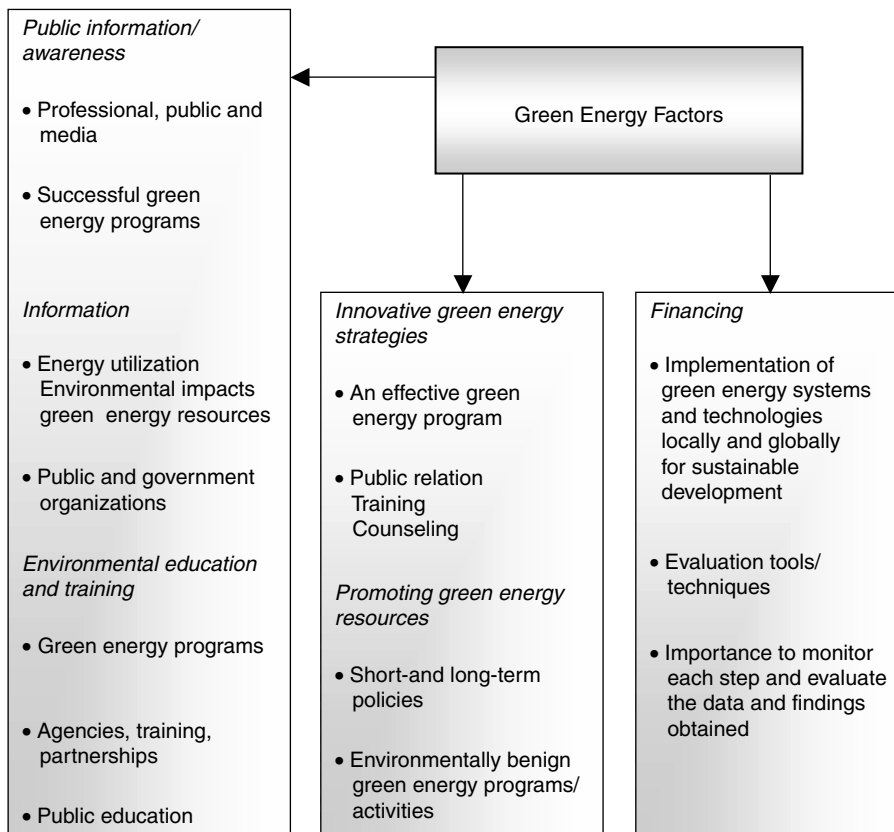 Green Energy Factors
Public information/
awareness
• Professional, public and
media
• Successful green
energy programs
Information
• Energy utilization
Environmental impacts
green energy resources
• Public and government
organizations
Environmental education
and training
• Green energy programs
• Agencies, training,
partnerships
• Public education
Innovative green energy
strategies
• An effective green
energy program
• Public relation
Training
Counseling
Promoting green energy
resources
• Short-and long-term
policies
• Environmentally benign
green energy programs/
activities
Financing
• Implementation of
green energy systems
and technologies
locally and globally
for sustainable
development
• Evaluation tools/
techniques
• Importance to monitor
each step and evaluate
the data and findings
obtained